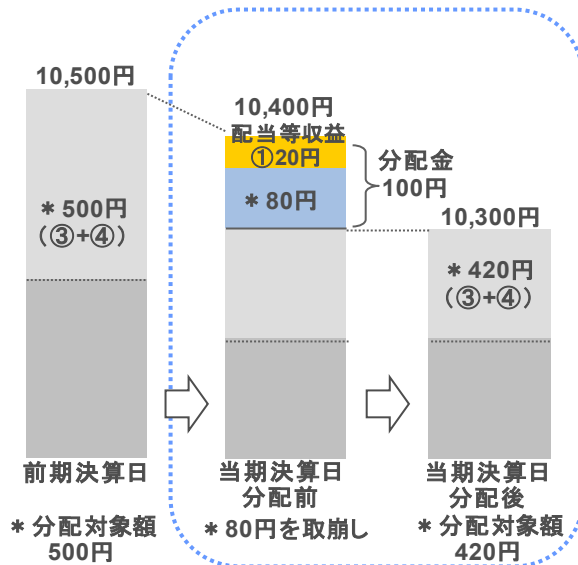 10,500円
＊500円
（③+④）
前期決算日
＊分配対象額
500円
10,400円
配当等収益
①20円
＊80円
分配金
100円
当期決算日
分配前
＊80円を取崩し
10,300円
＊420円
（③+④）
当期決算日
分配後
＊分配対象額
420円